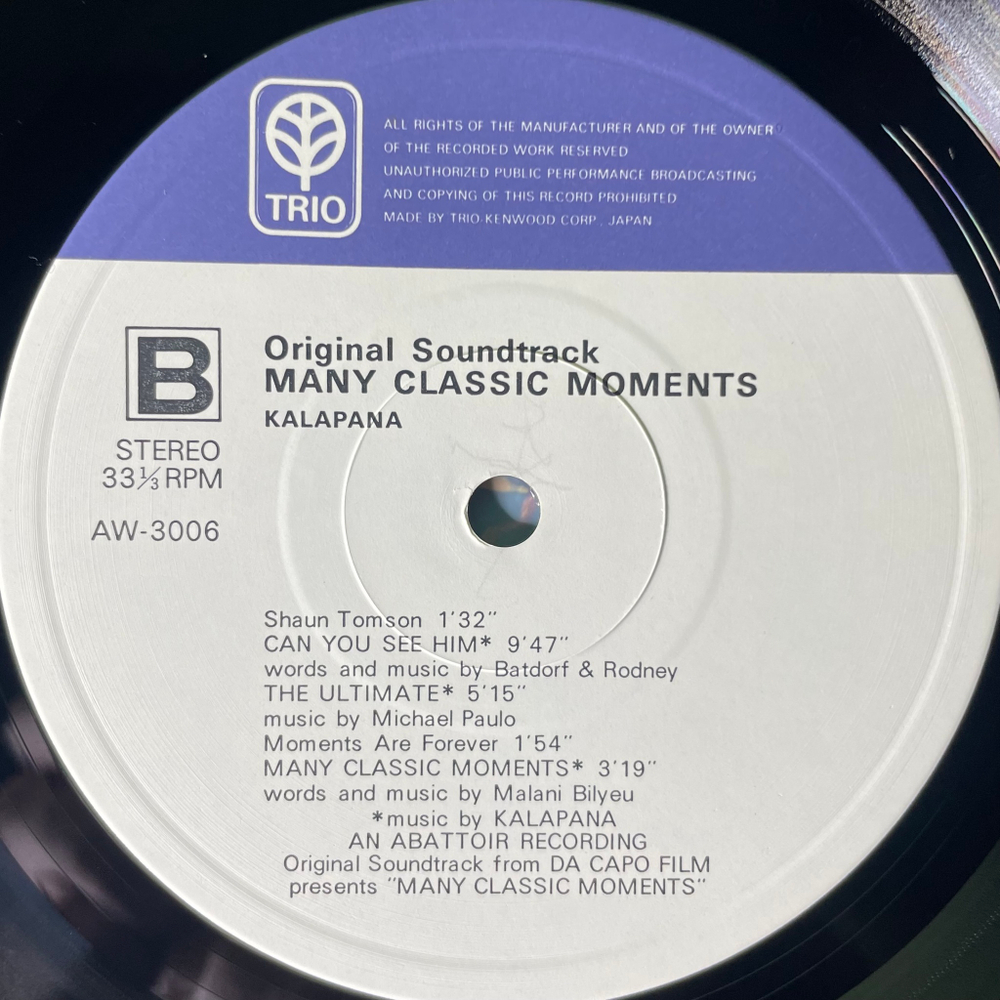 TRIO
ALL RIGHTS OF THE MANUFACTURER AND OF THE OWNER
OF THE RECORDED WORK RESERVED
UNAUTHORIZED PUBLIC PERFORMANCE BROADCASTING
AND COPYING OF THIS RECORD PROHIBITED
MADE BY TRIO-KENWOOD CORP., JAPAN
B
STEREO
33⅓ RPM
AW-3006
Original Soundtrack
MANY CLASSIC MOMENTS
KALAPANA
Shaun Tomson 1'32"
CAN YOU SEE HIM* 9'47"
words and music by Batdorf & Rodney
THE ULTIMATE* 5'15"
music by Michael Paulo
Moments Are Forever 1'54"
MANY CLASSIC MOMENTS* 3'19"
words and music by Malani Bilyeu
*music by KALAPANA
AN ABATTOIR RECORDING
Original Soundtrack from DA CAPO FILM
presents "MANY CLASSIC MOMENTS"